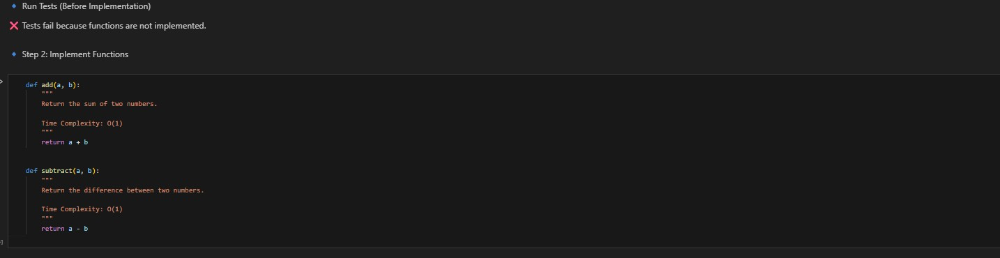 🔹 Run Tests (Before Implementation)
❌ Tests fail because functions are not implemented.
🔹 Step 2: Implement Functions
def add(a, b):
    """
    Return the sum of two numbers.
    Time Complexity: O(1)
    """
    return a + b
def subtract(a, b):
    """
    Return the difference between two numbers.
    Time Complexity: O(1)
    """
    return a - b
]